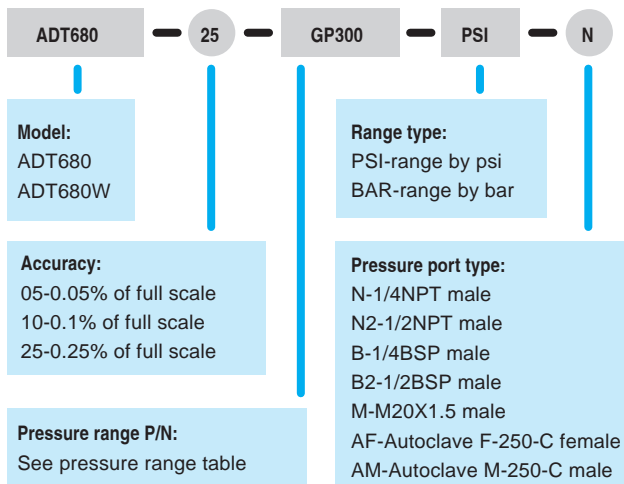 ADT680 25 GP300 PSI N
Model:
ADT680
ADT680W
Range type:
PSI-range by psi
BAR-range by bar
Accuracy:
05-0.05% of full scale
10-0.1% of full scale
25-0.25% of full scale
Pressure port type:
N-1/4NPT male
N2-1/2NPT male
B-1/4BSP male
B2-1/2BSP male
M-M20X1.5 male
AF-Autoclave F-250-C female
AM-Autoclave M-250-C male
Pressure range P/N:
See pressure range table